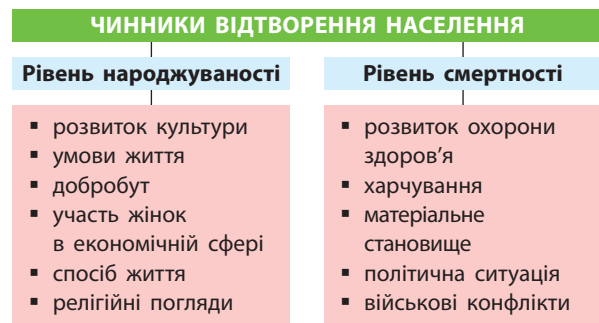 ЧИННИКИ ВІДТВОРЕННЯ НАСЕЛЕННЯ
Рівень народжуваності
▪ розвиток культури
▪ умови життя
▪ добробут
▪ участь жінок
в економічній сфері
▪ спосіб життя
▪ релігійні погляди
Рівень смертності
▪ розвиток охорони
здоров’я
▪ харчування
▪ матеріальне
становище
▪ політична ситуація
▪ військові конфлікти